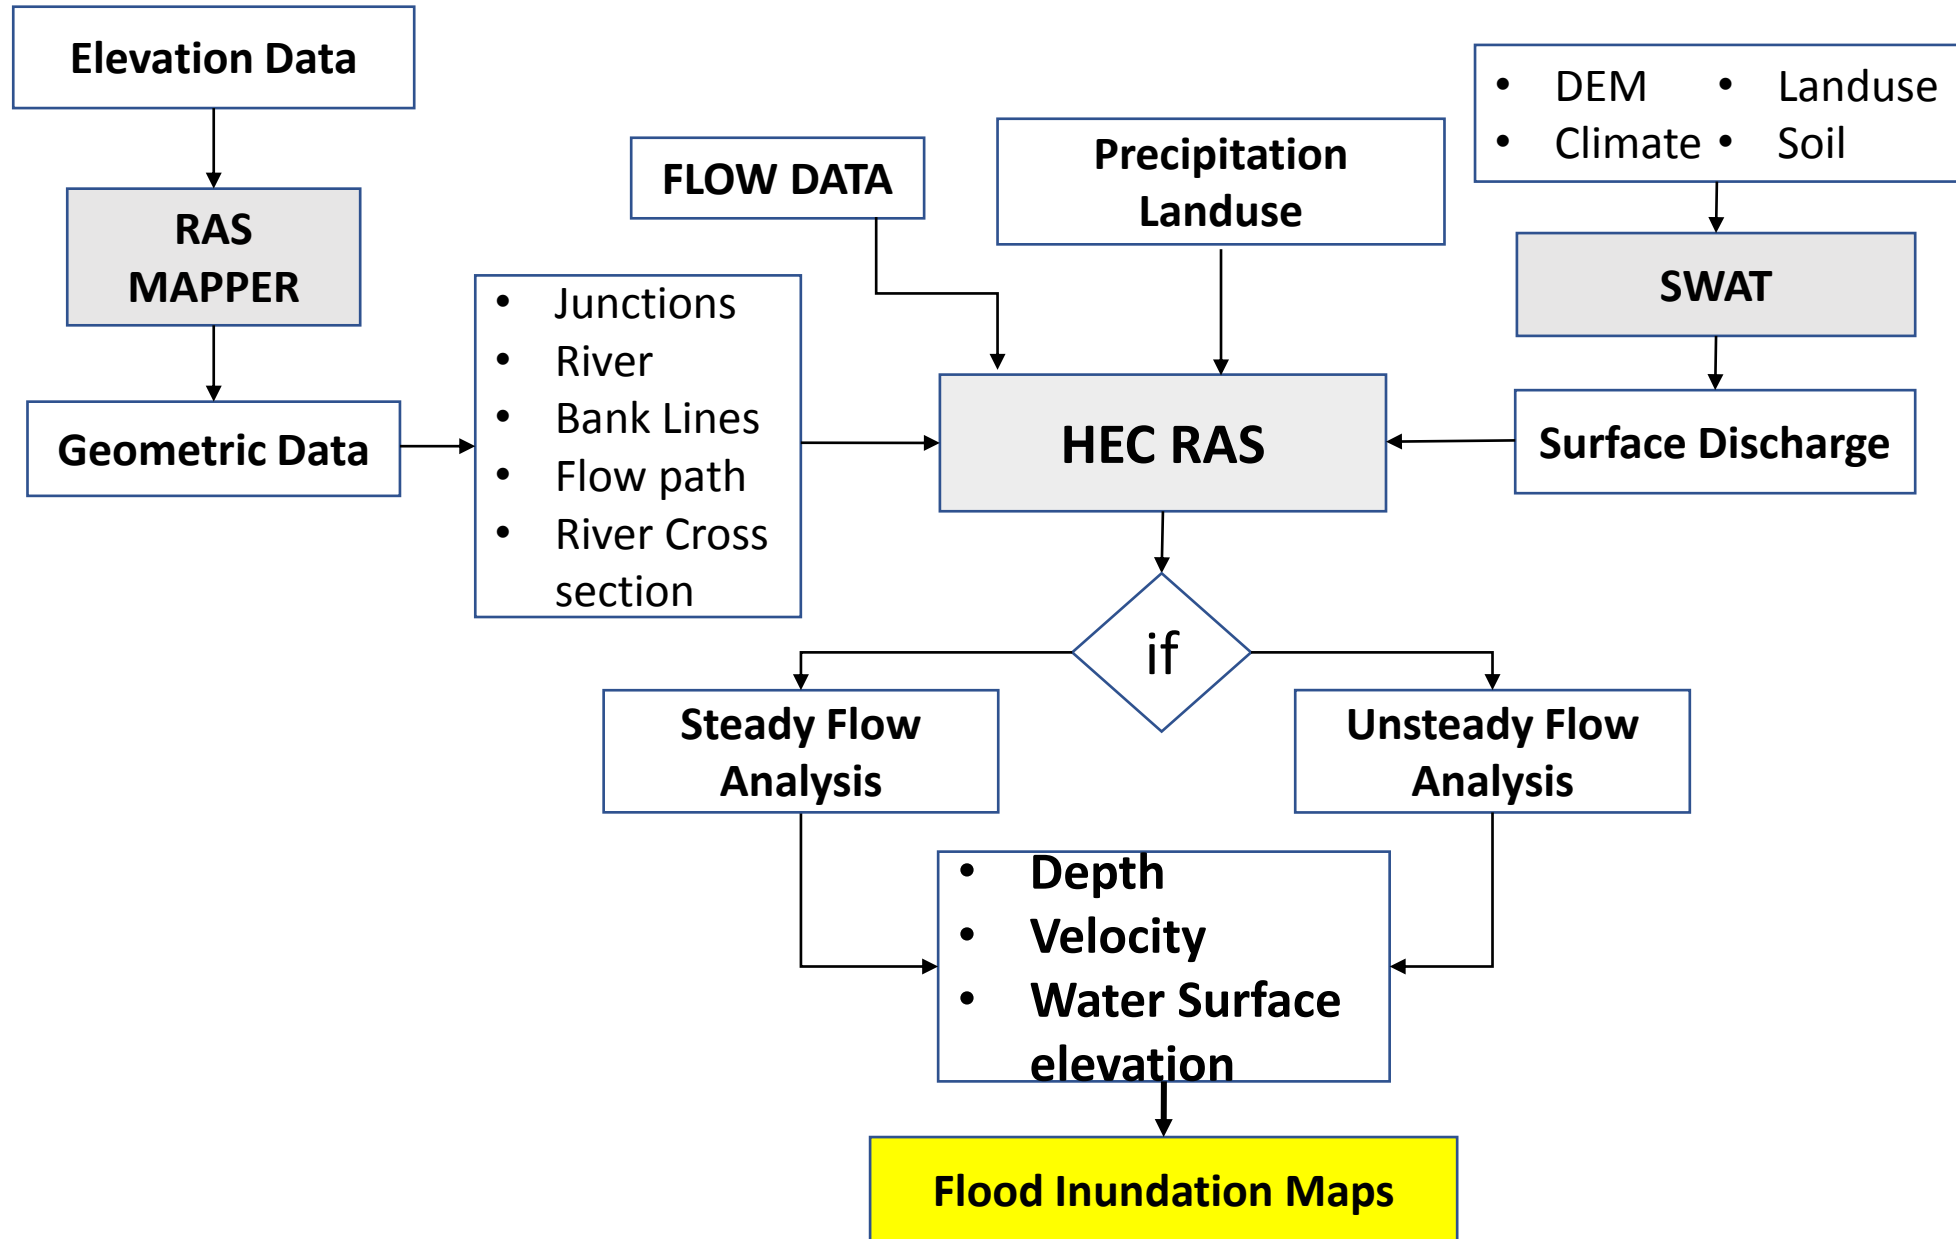 Elevation Data
RAS
MAPPER
Geometric Data
• Junctions
• River
• Bank Lines
• Flow path
• River Cross
section
FLOW DATA
Precipitation
Landuse
• DEM • Landuse
• Climate • Soil
SWAT
Surface Discharge
HEC RAS
if
Steady Flow
Analysis
Unsteady Flow
Analysis
• Depth
• Velocity
• Water Surface
elevation
Flood Inundation Maps